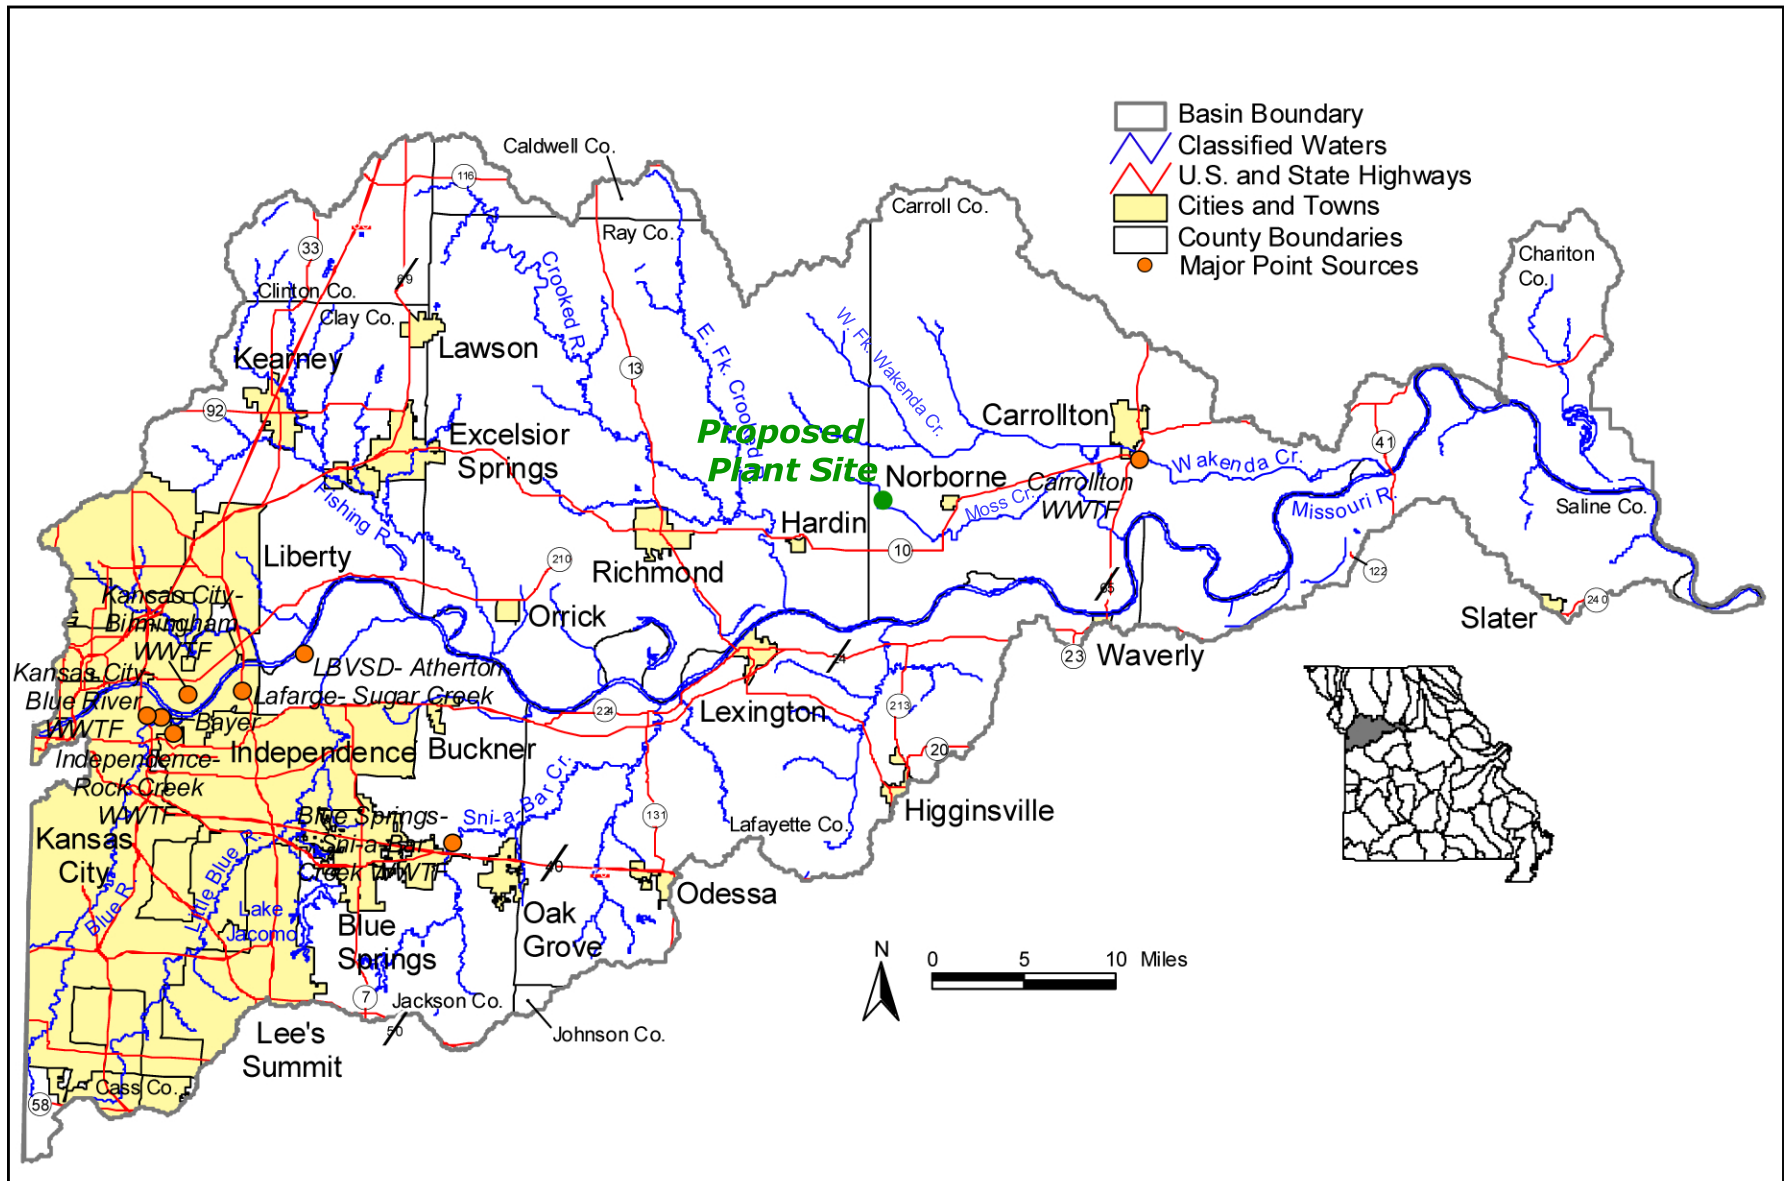 Basin Boundary
Classified Waters
U.S. and State Highways
Cities and Towns
County Boundaries
Major Point Sources
Caldwell Co.
116
Carroll Co.
Ray Co.
33
Chariton
Co.
69
Clinton Co.
Clay Co.
Crooked R.
Lawson
Kearney
E. Fk. Crooked R.
W. Fk. Wakenda Cr.
13
92
Carrollton
Excelsior
Springs
Proposed
Plant Site
41
Wakenda Cr.
Norborne
Carrollton
WWTF
Moss Cr.
Missouri R.
Saline Co.
Fishing R.
Hardin
10
Liberty
210
Richmond
122
Kansas City-
Birmingham
WWTF
Orrick
240
Slater
65
23
Waverly
24
LBVSD- Atherton
Kansas City-
Blue River
WWTF
Lafarge- Sugar Creek
224
Lexington
213
Bayer
Independence
Buckner
20
Independence-
Rock Creek
WWTF
Sni-a-Bar Cr.
131
Lafayette Co.
Higginsville
Blue Springs-
Sni-a-Bar
Creek WWTF
Kansas
City
40
Little Blue R.
Blue R.
Lake
Jacomo
Odessa
Oak
Grove
Blue
Springs
N
0 5 10 Miles
7
Jackson Co.
50
Johnson Co.
Lee's
Summit
Cass Co.
58